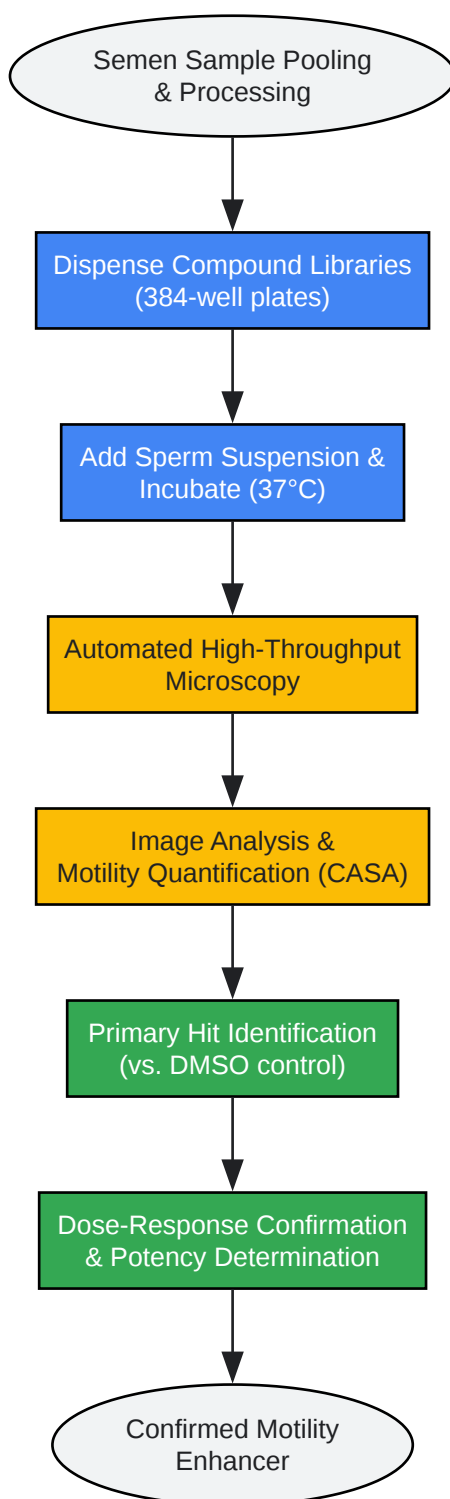 Semen Sample Pooling
& Processing
Dispense Compound Libraries
(384-well plates)
Add Sperm Suspension &
Incubate (37°C)
Automated High-Throughput
Microscopy
Image Analysis &
Motility Quantification (CASA)
Primary Hit Identification
(vs. DMSO control)
Dose-Response Confirmation
& Potency Determination
Confirmed Motility
Enhancer